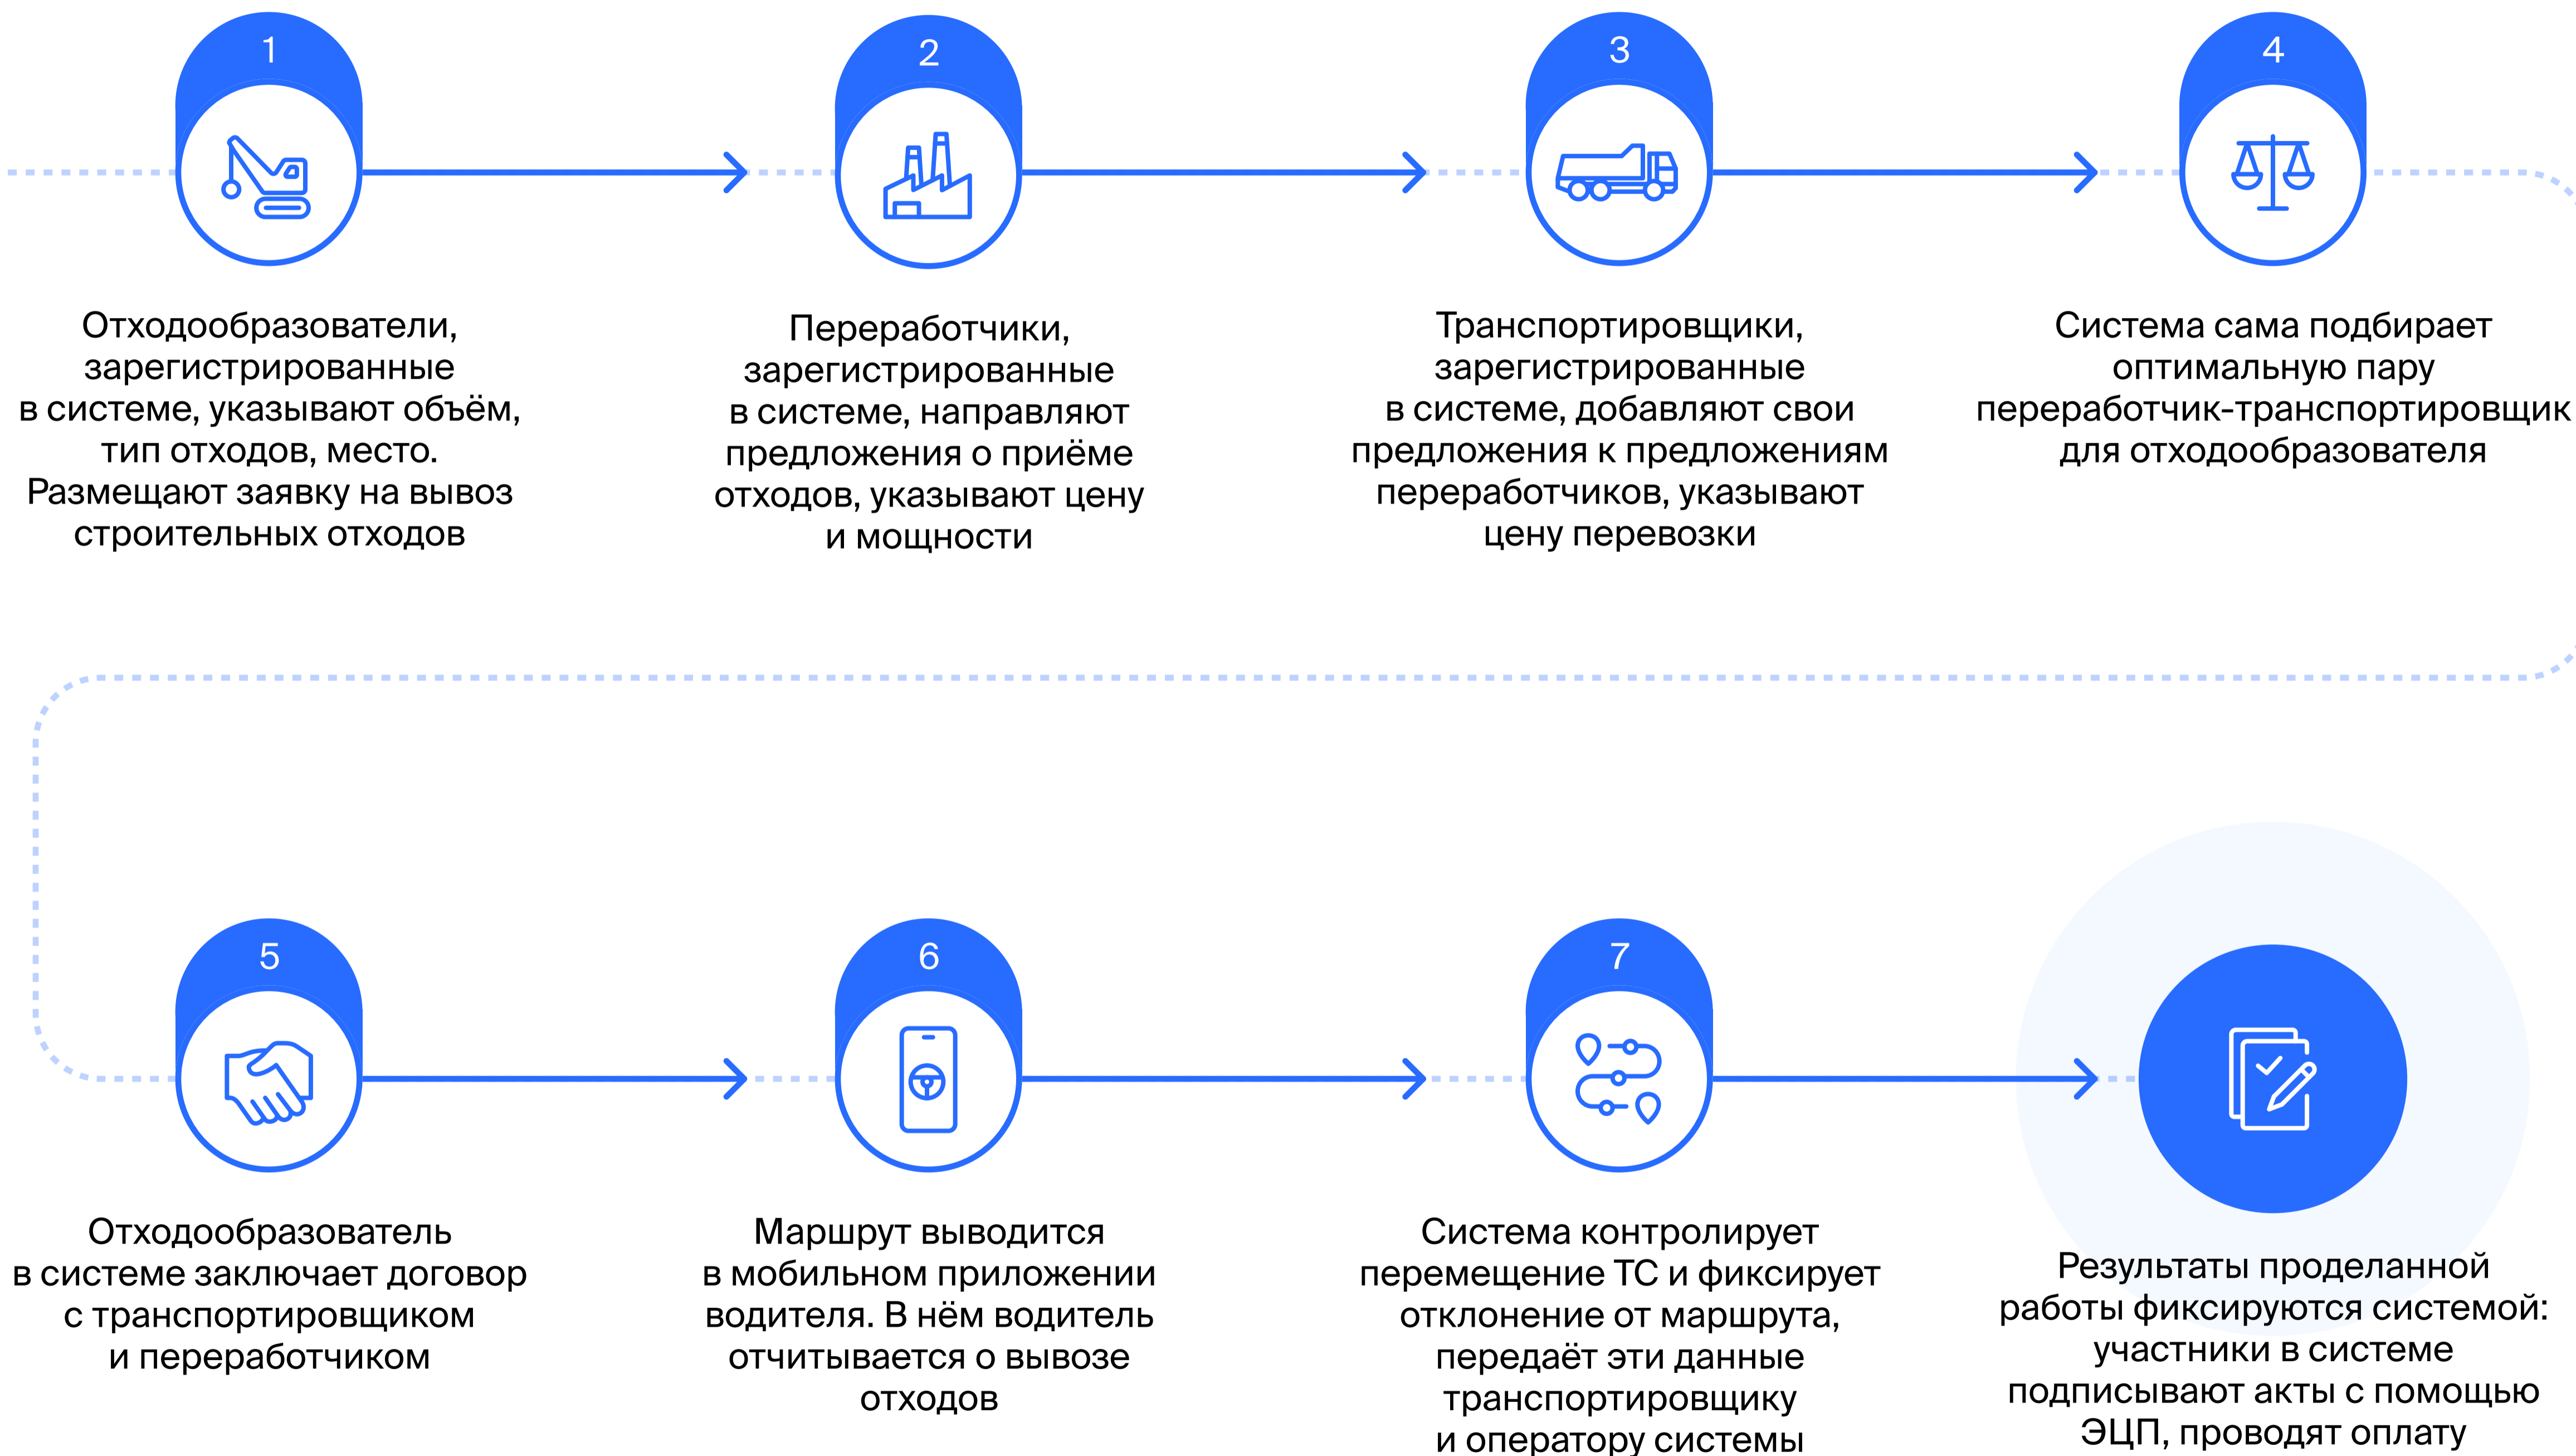 1
Отходообразователи,
зарегистрированные
в системе, указывают объём,
тип отходов, место.
Размещают заявку на вывоз
строительных отходов
2
Переработчики,
зарегистрированные
в системе, направляют
предложения о приёме
отходов, указывают цену
и мощности
3
Транспортировщики,
зарегистрированные
в системе, добавляют свои
предложения к предложениям
переработчиков, указывают
цену перевозки
4
Система сама подбирает
оптимальную пару
переработчик-транспортировщик
для отходообразователя
5
Отходообразователь
в системе заключает договор
с транспортировщиком
и переработчиком
6
Маршрут выводится
в мобильном приложении
водителя. В нём водитель
отчитывается о вывозе
отходов
7
Система контролирует
перемещение ТС и фиксирует
отклонение от маршрута,
передаёт эти данные
транспортировщику
и оператору системы
Результаты проделанной
работы фиксируются системой:
участники в системе
подписывают акты с помощью
ЭЦП, проводят оплату